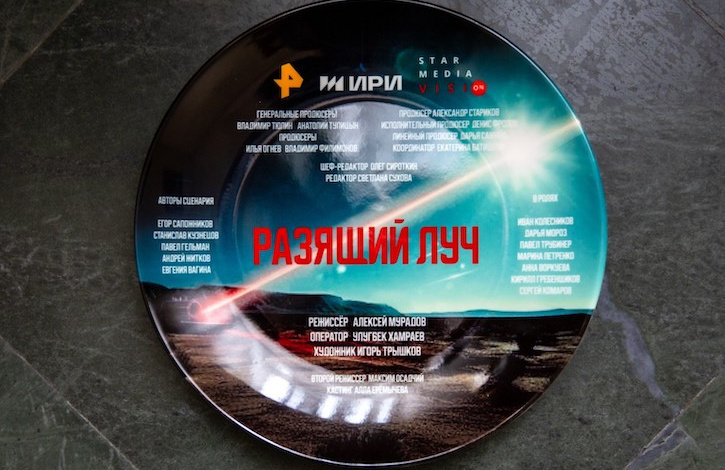 ИРИ
STAR
MEDIA
VISION
ГЕНЕРАЛЬНЫЕ ПРОДЮСЕРЫ
ВЛАДИМИР ТЮЛИН АНАТОЛИЙ ТУПИЦЫН
ПРОДЮСЕРЫ
ИЛЬЯ ОГНЕВ ВЛАДИМИР ФИЛИМОНОВ
ПРОДЮСЕР АЛЕКСАНДР СТАРИКОВ
ИСПОЛНИТЕЛЬНЫЙ ПРОДЮСЕР ДЕНИС
ЛИНЕЙНЫЙ ПРОДЮСЕР ДАРЬЯ
КООРДИНАТОР ЕКАТЕРИНА
ШЕФ-РЕДАКТОР ОЛЕГ СИРОТКИН
РЕДАКТОР СВЕТЛАНА СУХОВА
АВТОРЫ СЦЕНАРИЯ
ЕГОР САПОЖНИКОВ
СТАНИСЛАВ КУЗНЕЦОВ
ПАВЕЛ ГЕЛЬМАН
АНДРЕЙ ЖИТКОВ
ЕВГЕНИЯ ВАГИНА
РАЗЯЩИЙ ЛУЧ
В РОЛЯХ
ИВАН КОЛЕСНИКОВ
ДАРЬЯ МОРОЗ
ПАВЕЛ ТРУБИНЕР
МАРИНА ПЕТРЕНКО
АННА ВОРКУЕВА
КИРИЛЛ ГРЕБЕНЩИКОВ
СЕРГЕЙ КОМАРОВ
РЕЖИССЁР АЛЕКСЕЙ МУРАДОВ
ОПЕРАТОР УЛУГБЕК ХАМРАЕВ
ХУДОЖНИК ИГОРЬ ТРЫШКОВ
ВТОРОЙ РЕЖИССЕР МАКСИМ ОСАДЧИЙ
КАСТИНГ АЛЛА ЕРЁМЫЧЕВА